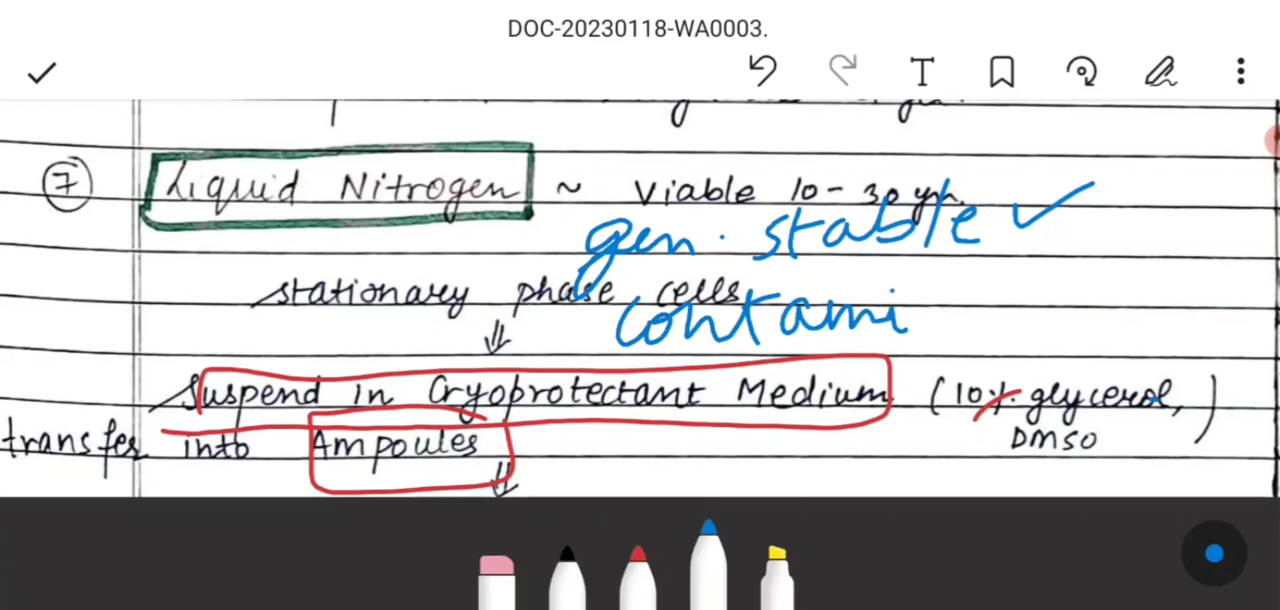 DOC-20230118-WA0003.
T
7 Liquid Nitrogen ~ Viable 10 - 30 yrs.
gen. stable ✓
stationary phase cells
contami
⇓
Suspend in Cryoprotectant Medium (10% glycerol, DMSO)
transfer into Ampoules
⇓